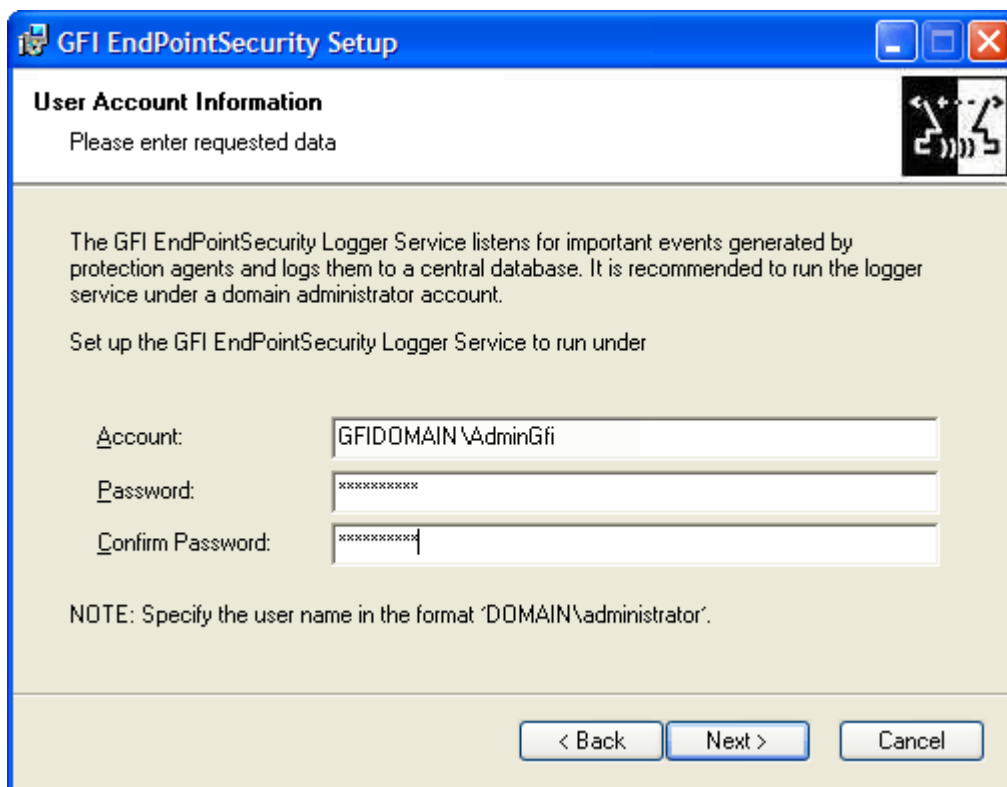 GFI EndPointSecurity Setup
User Account Information
Please enter requested data
The GFI EndPointSecurity Logger Service listens for important events generated by
protection agents and logs them to a central database. It is recommended to run the logger
service under a domain administrator account.
Set up the GFI EndPointSecurity Logger Service to run under
Account: GFIDOMAIN\AdminGfi
Password: **********
Confirm Password: **********
NOTE: Specify the user name in the format ‘DOMAIN\administrator’.
< Back Next > Cancel